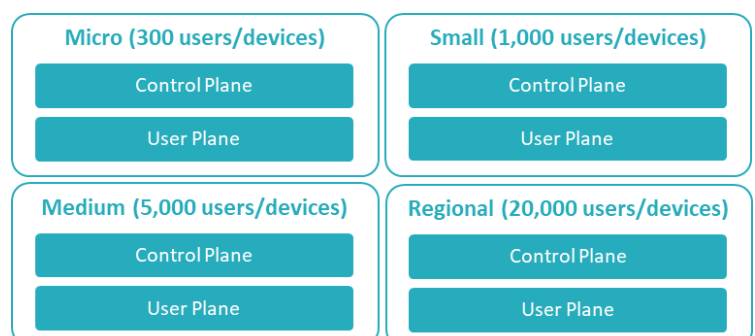 Micro (300 users/devices)
Control Plane
User Plane
Small (1,000 users/devices)
Control Plane
User Plane
Medium (5,000 users/devices)
Control Plane
User Plane
Regional (20,000 users/devices)
Control Plane
User Plane